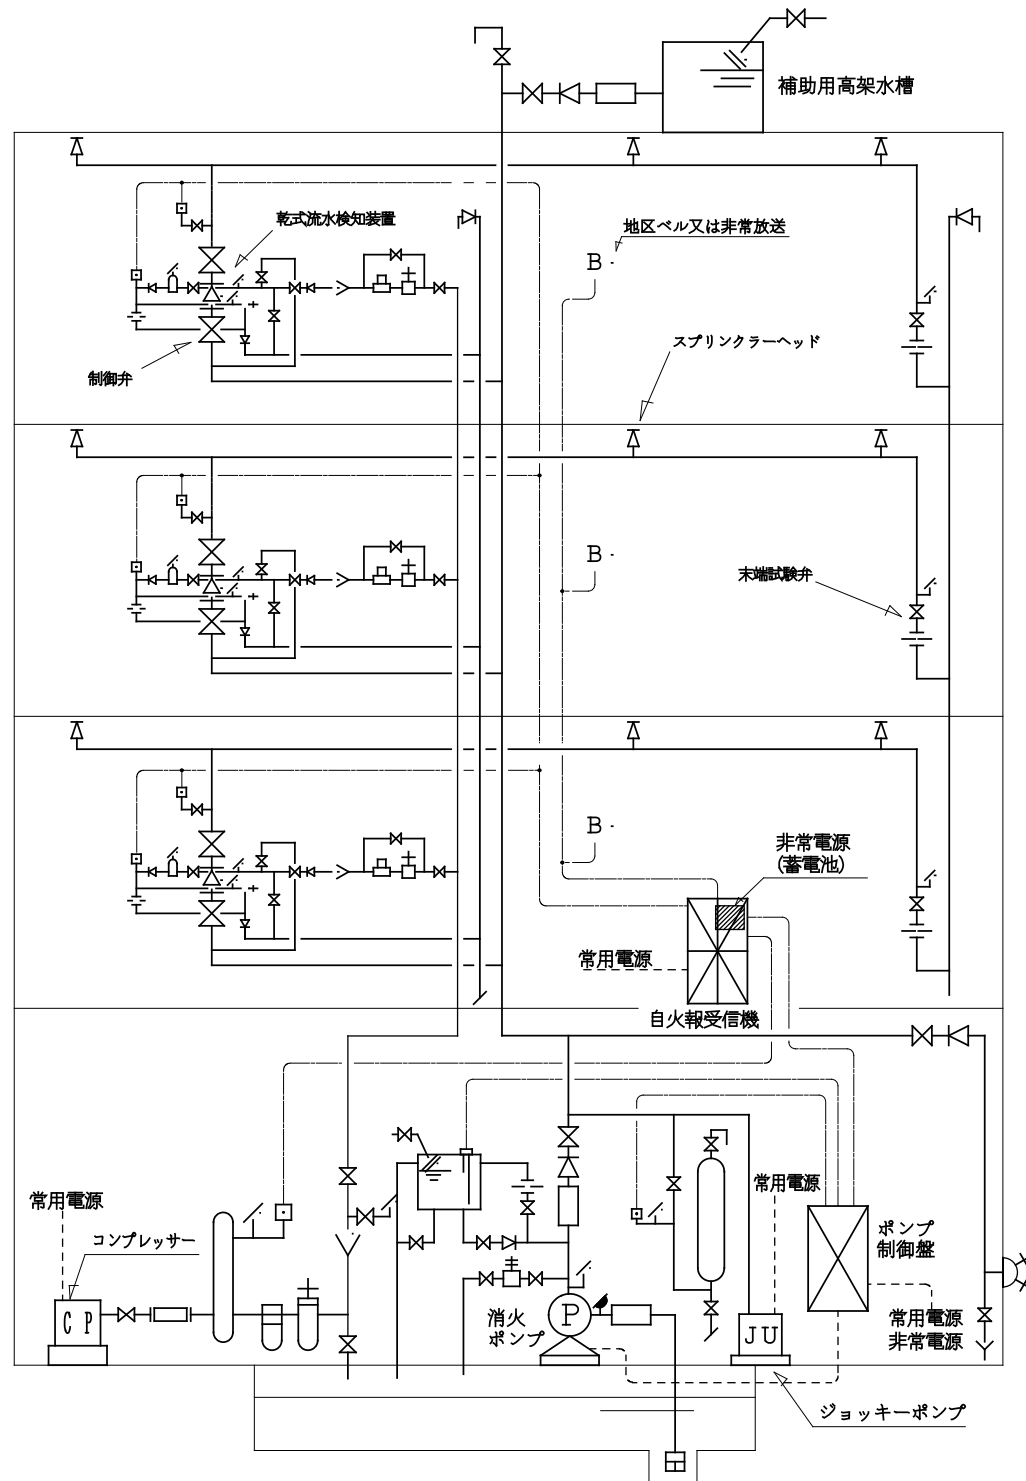 補助用高架水槽
乾式流水検知装置
地区ベル又は非常放送
B
スプリンクラーヘッド
制御弁
B
末端試験弁
B
非常電源
(蓄電池)
常用電源
自火報受信機
常用電源
常用電源
コンプレッサー
ポンプ
制御盤
C P
消火
ポンプ
P
J U
常用電源
非常電源
ジョッキーポンプ